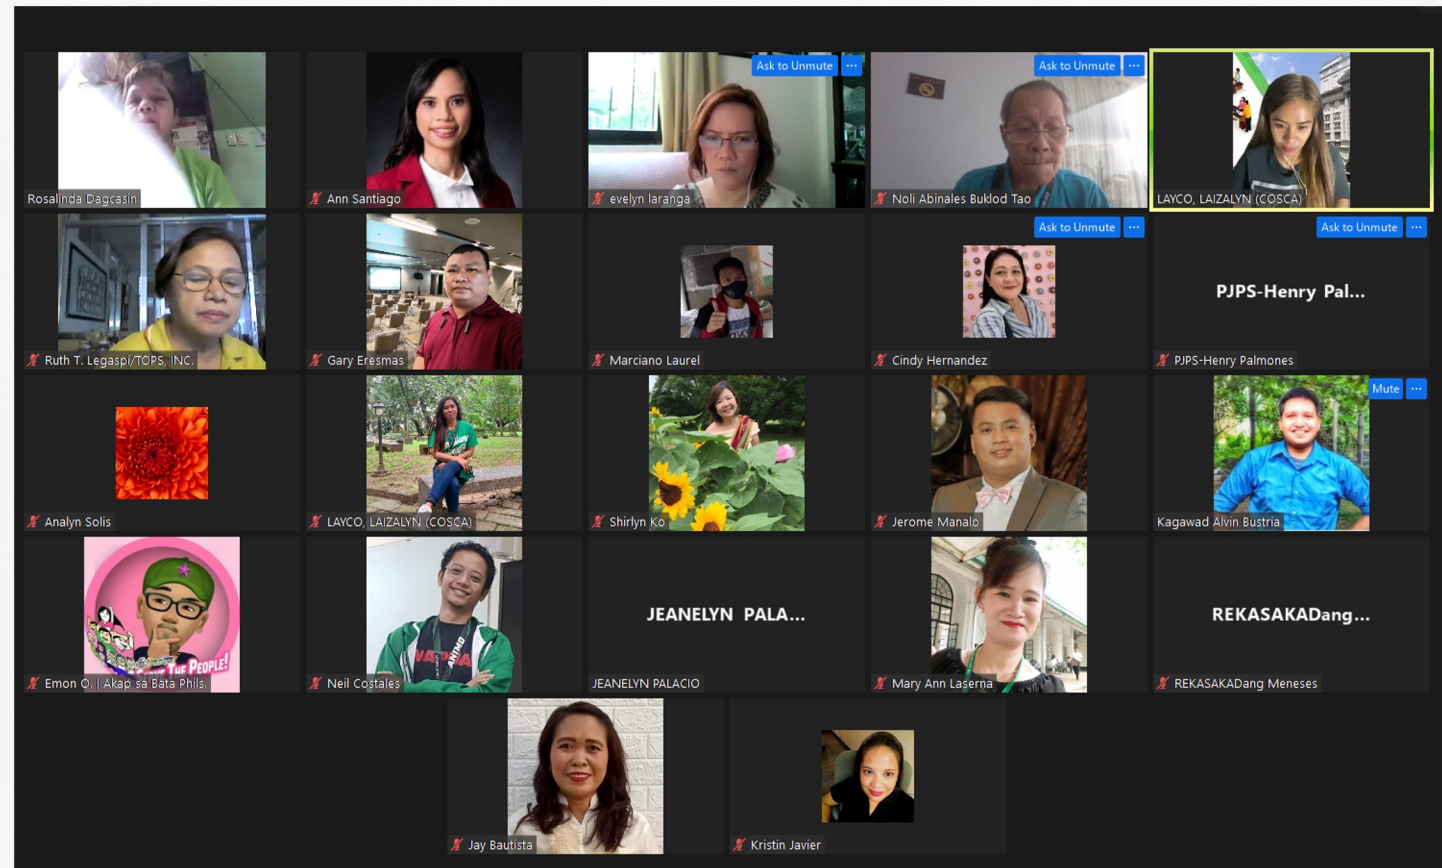 Rosalinda Dagcasin
Ann Santiago
Ask to Unmute ...
evelyn laranga
Ask to Unmute ...
Noli Abinales Buklod Tao
LAYCO, LAIZALYN (COSCA)
Ruth T. Legaspi/TOPS, INC.
Gary Eresmas
Marciano Laurel
Ask to Unmute ...
Cindy Hernandez
Ask to Unmute ...
PJPS-Henry Pal...
PJPS-Henry Palmones
Analyn Solis
LAYCO, LAIZALYN (COSCA)
Shirlyn Ko
Jerome Manalo
Mute ...
Kagawad Alvin Bustria
THE PEOPLE!
Emon O. | Akap sa Bata Phils.
ANIMO
Neil Costales
JEANELYN PALA...
JEANELYN PALACIO
Mary Ann Laserna
REKASAKADang...
REKASAKADang Meneses
Jay Bautista
Kristin Javier